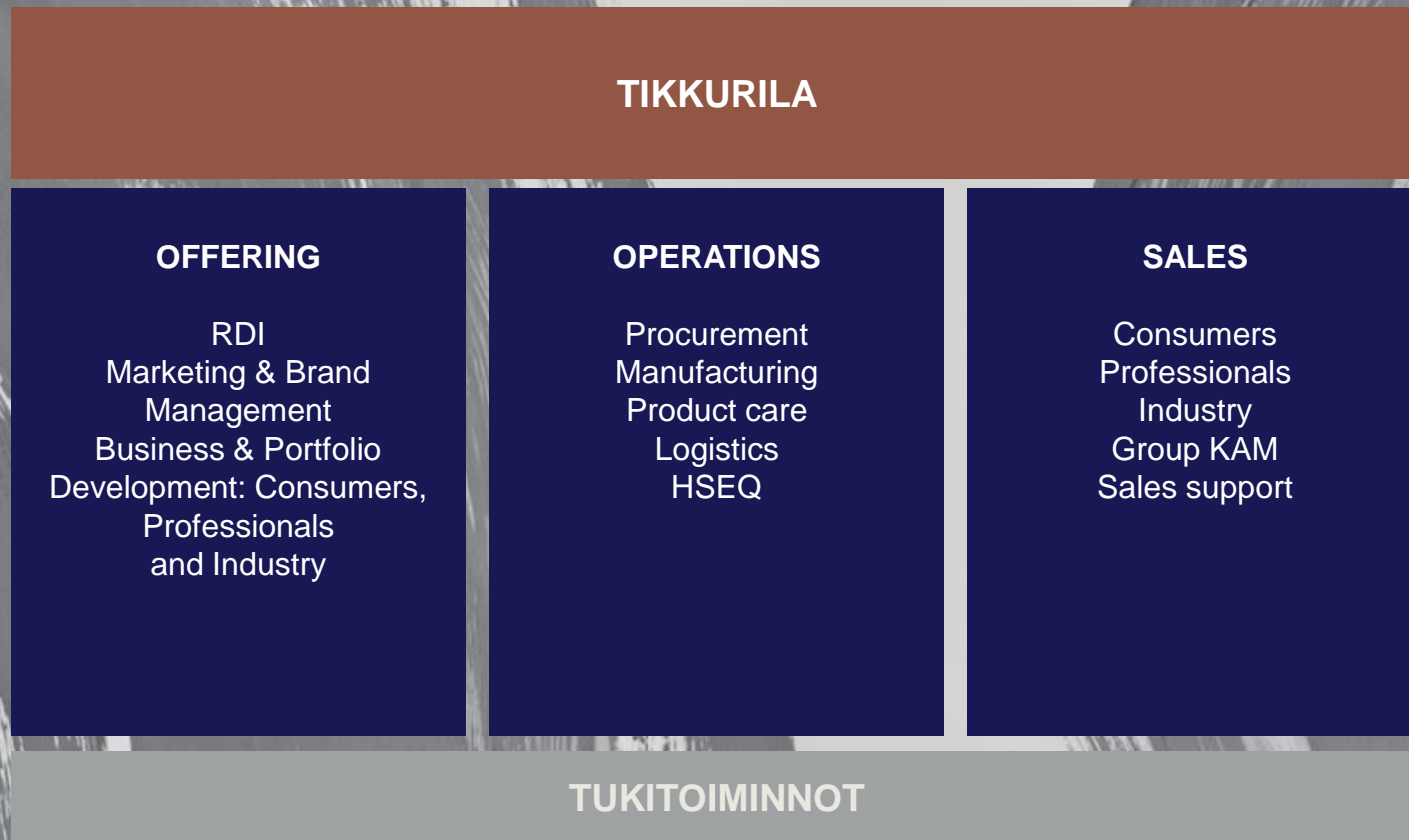 TIKKURILA
OFFERING
RDI
Marketing & Brand
Management
Business & Portfolio
Development: Consumers,
Professionals
and Industry
OPERATIONS
Procurement
Manufacturing
Product care
Logistics
HSEQ
SALES
Consumers
Professionals
Industry
Group KAM
Sales support
TUKITOIMINNOT